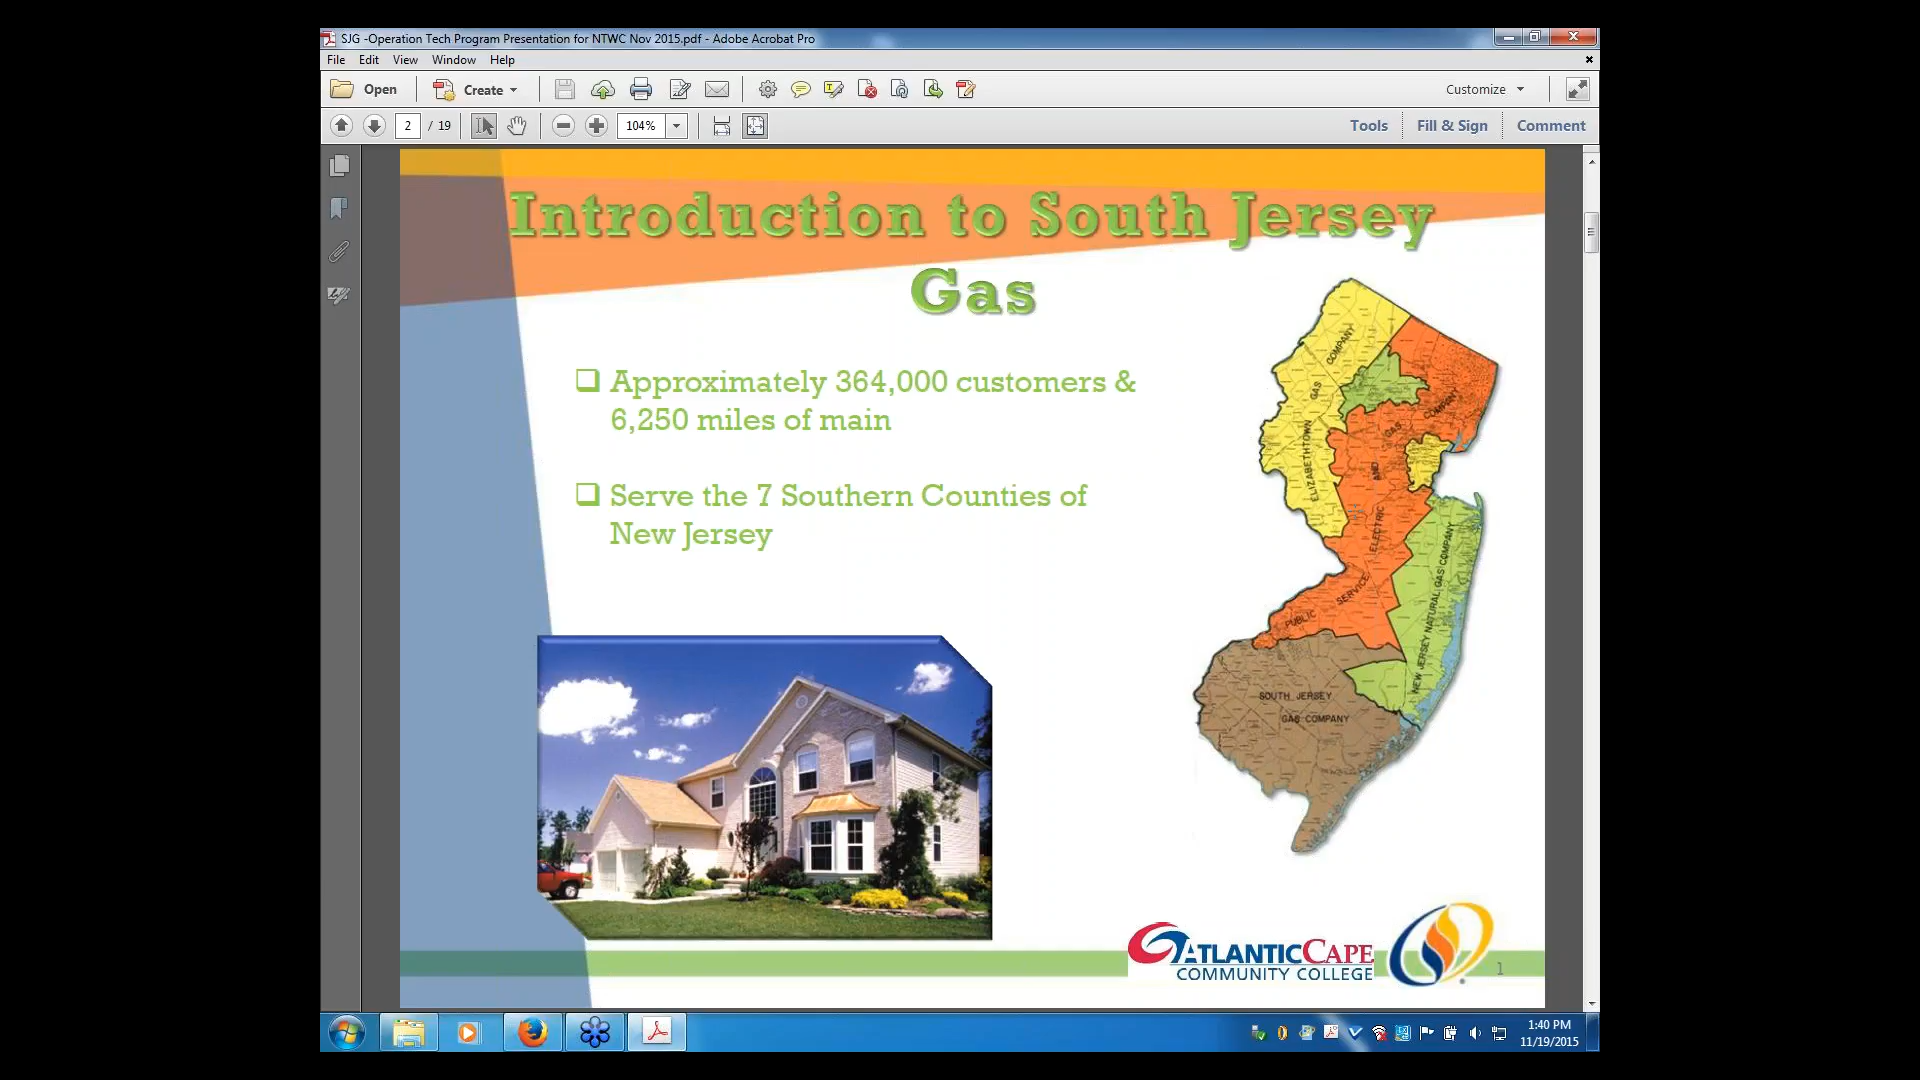 SJG -Operation Tech Program Presentation for NTWC Nov 2015.pdf - Adobe Acrobat Pro
File Edit View Window Help
Open Create Customize
2 / 19 104% Tools Fill & Sign Comment
Introduction to South Jersey
Gas
Approximately 364,000 customers &
6,250 miles of main
Serve the 7 Southern Counties of
New Jersey
ELIZABETHTOWN GAS COMPANY
PUBLIC SERVICE ELECTRIC AND GAS COMPANY
NEW JERSEY NATURAL GAS COMPANY
SOUTH JERSEY
GAS COMPANY
ATLANTICCAPE
COMMUNITY COLLEGE
1
1:40 PM
11/19/2015